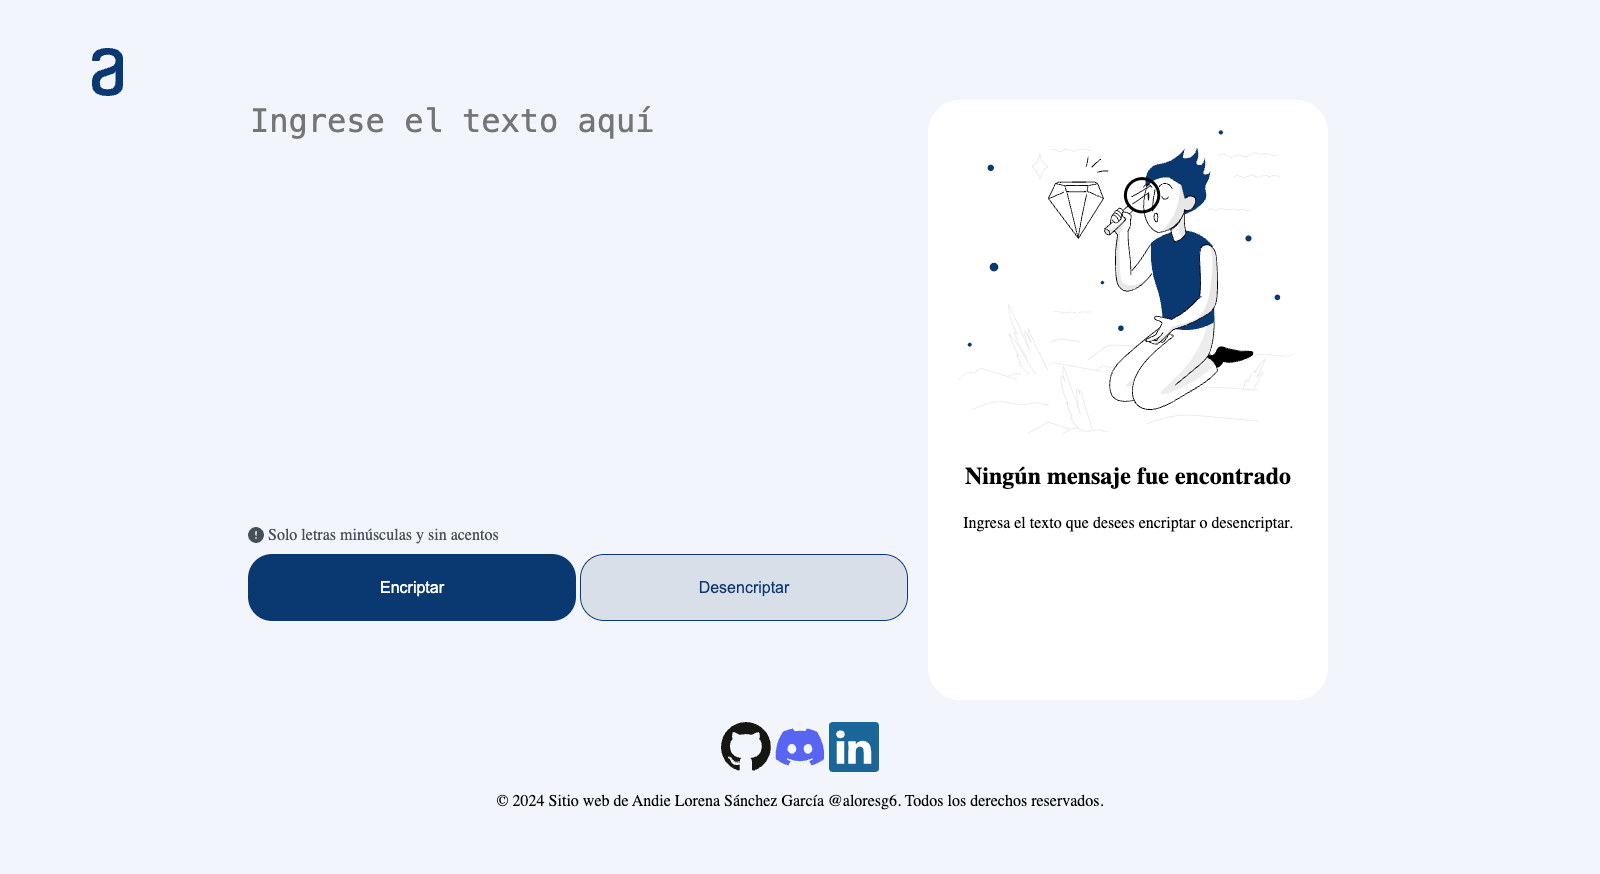 a
Ingrese el texto aquí
Ningún mensaje fue encontrado
Ingresa el texto que desees encriptar o desencriptar.
Solo letras minúsculas y sin acentos
Encriptar
Desencriptar
in
© 2024 Sitio web de Andie Lorena Sánchez García @aloresg6. Todos los derechos reservados.